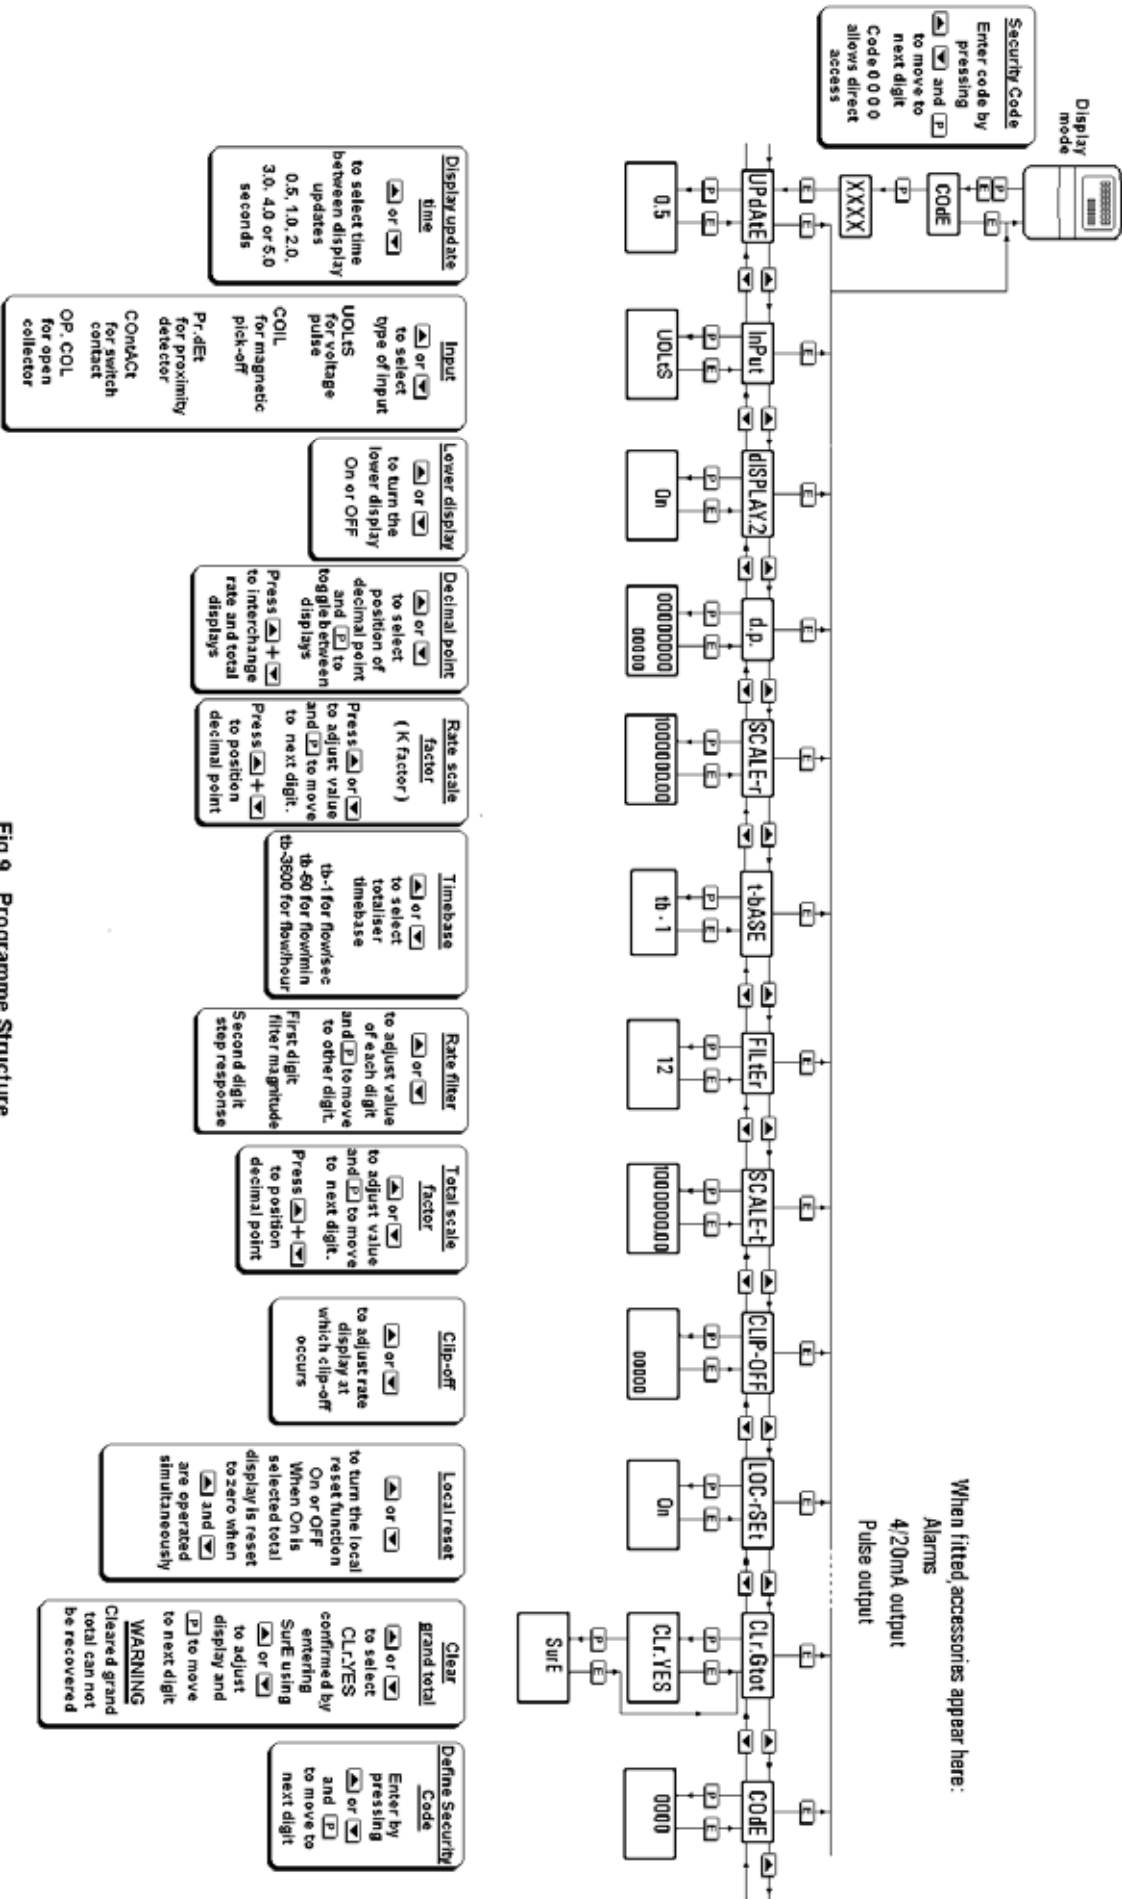 Display
mode
Security Code
Enter code by
pressing
▲ ▼ and P
to move to
next digit
Code 0 0 0 0
allows direct
access
P
E
E
COdE
P
XXXX
E
When fitted,accessories appear here:
Alarms
4/20mA output
Pulse output
E
E
E
E
E
E
E
E
E
E
E
E
UPdAtE
InPut
dISPLAY.2
d.p.
SCALE-r
t-bASE
FILtEr
SCALE-t
CLIP-OFF
LOC-rSEt
CLr.Gtot
COdE
P E
P E
P E
P E
P E
P E
P E
P E
P E
P E
P E
P E
0.5
UOLtS
On
00000000
00000
1000000.00
tb - 1
12
1000000.00
00000
On
CLr.YES
0000
P E
SurE
Display update
time
▲ or ▼
to select time
between display
updates
0.5, 1.0, 2.0,
3.0, 4.0 or 5.0
seconds
Input
▲ or ▼
to select
type of input
UOLtS
for voltage
pulse
COIL
for magnetic
pick-off
Pr.dEt
for proximity
detector
COntACt
for switch
contact
OP. COL
for open
collector
Lower display
▲ or ▼
to turn the
lower display
On or OFF
Decimal point
▲ or ▼
to select
position of
decimal point
and P to
toggle between
displays
Press ▲ + ▼
to interchange
rate and total
displays
Rate scale
factor
( K factor )
Press ▲ or ▼
to adjust value
and P to move
to next digit.
Press ▲ + ▼
to position
decimal point
Timebase
▲ or ▼
to select
totaliser
timebase
tb-1 for flow/sec
tb-60 for flow/min
tb-3600 for flow/hour
Rate filter
▲ or ▼
to adjust value
of each digit
and P to move
to other digit.
First digit
filter magnitude
Second digit
step response
Total scale
factor
▲ or ▼
to adjust value
and P to move
to next digit.
Press ▲ + ▼
to position
decimal point
Clip-off
▲ or ▼
to adjust rate
display at
which clip-off
occurs
Local reset
▲ or ▼
to turn the local
reset function
On or OFF
When On is
selected total
display is reset
to zero when
▲ and ▼
are operated
simultaneously
Clear
grand total
▲ or ▼
to select
CLr.YES
confirmed by
entering
SurE using
▲ or ▼
to adjust
display and
P to move
to next digit
WARNING
Cleared grand
total can not
be recovered
Define Security
Code
Enter by
pressing
▲ or ▼
and P
to move to
next digit
Fig 9 Programme Structure